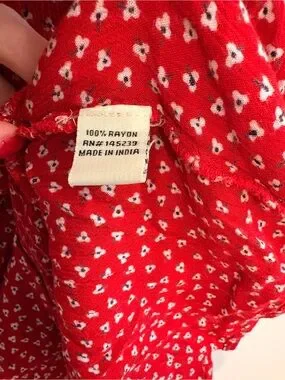 100% RAYON
RN# 145239
MADE IN INDIA